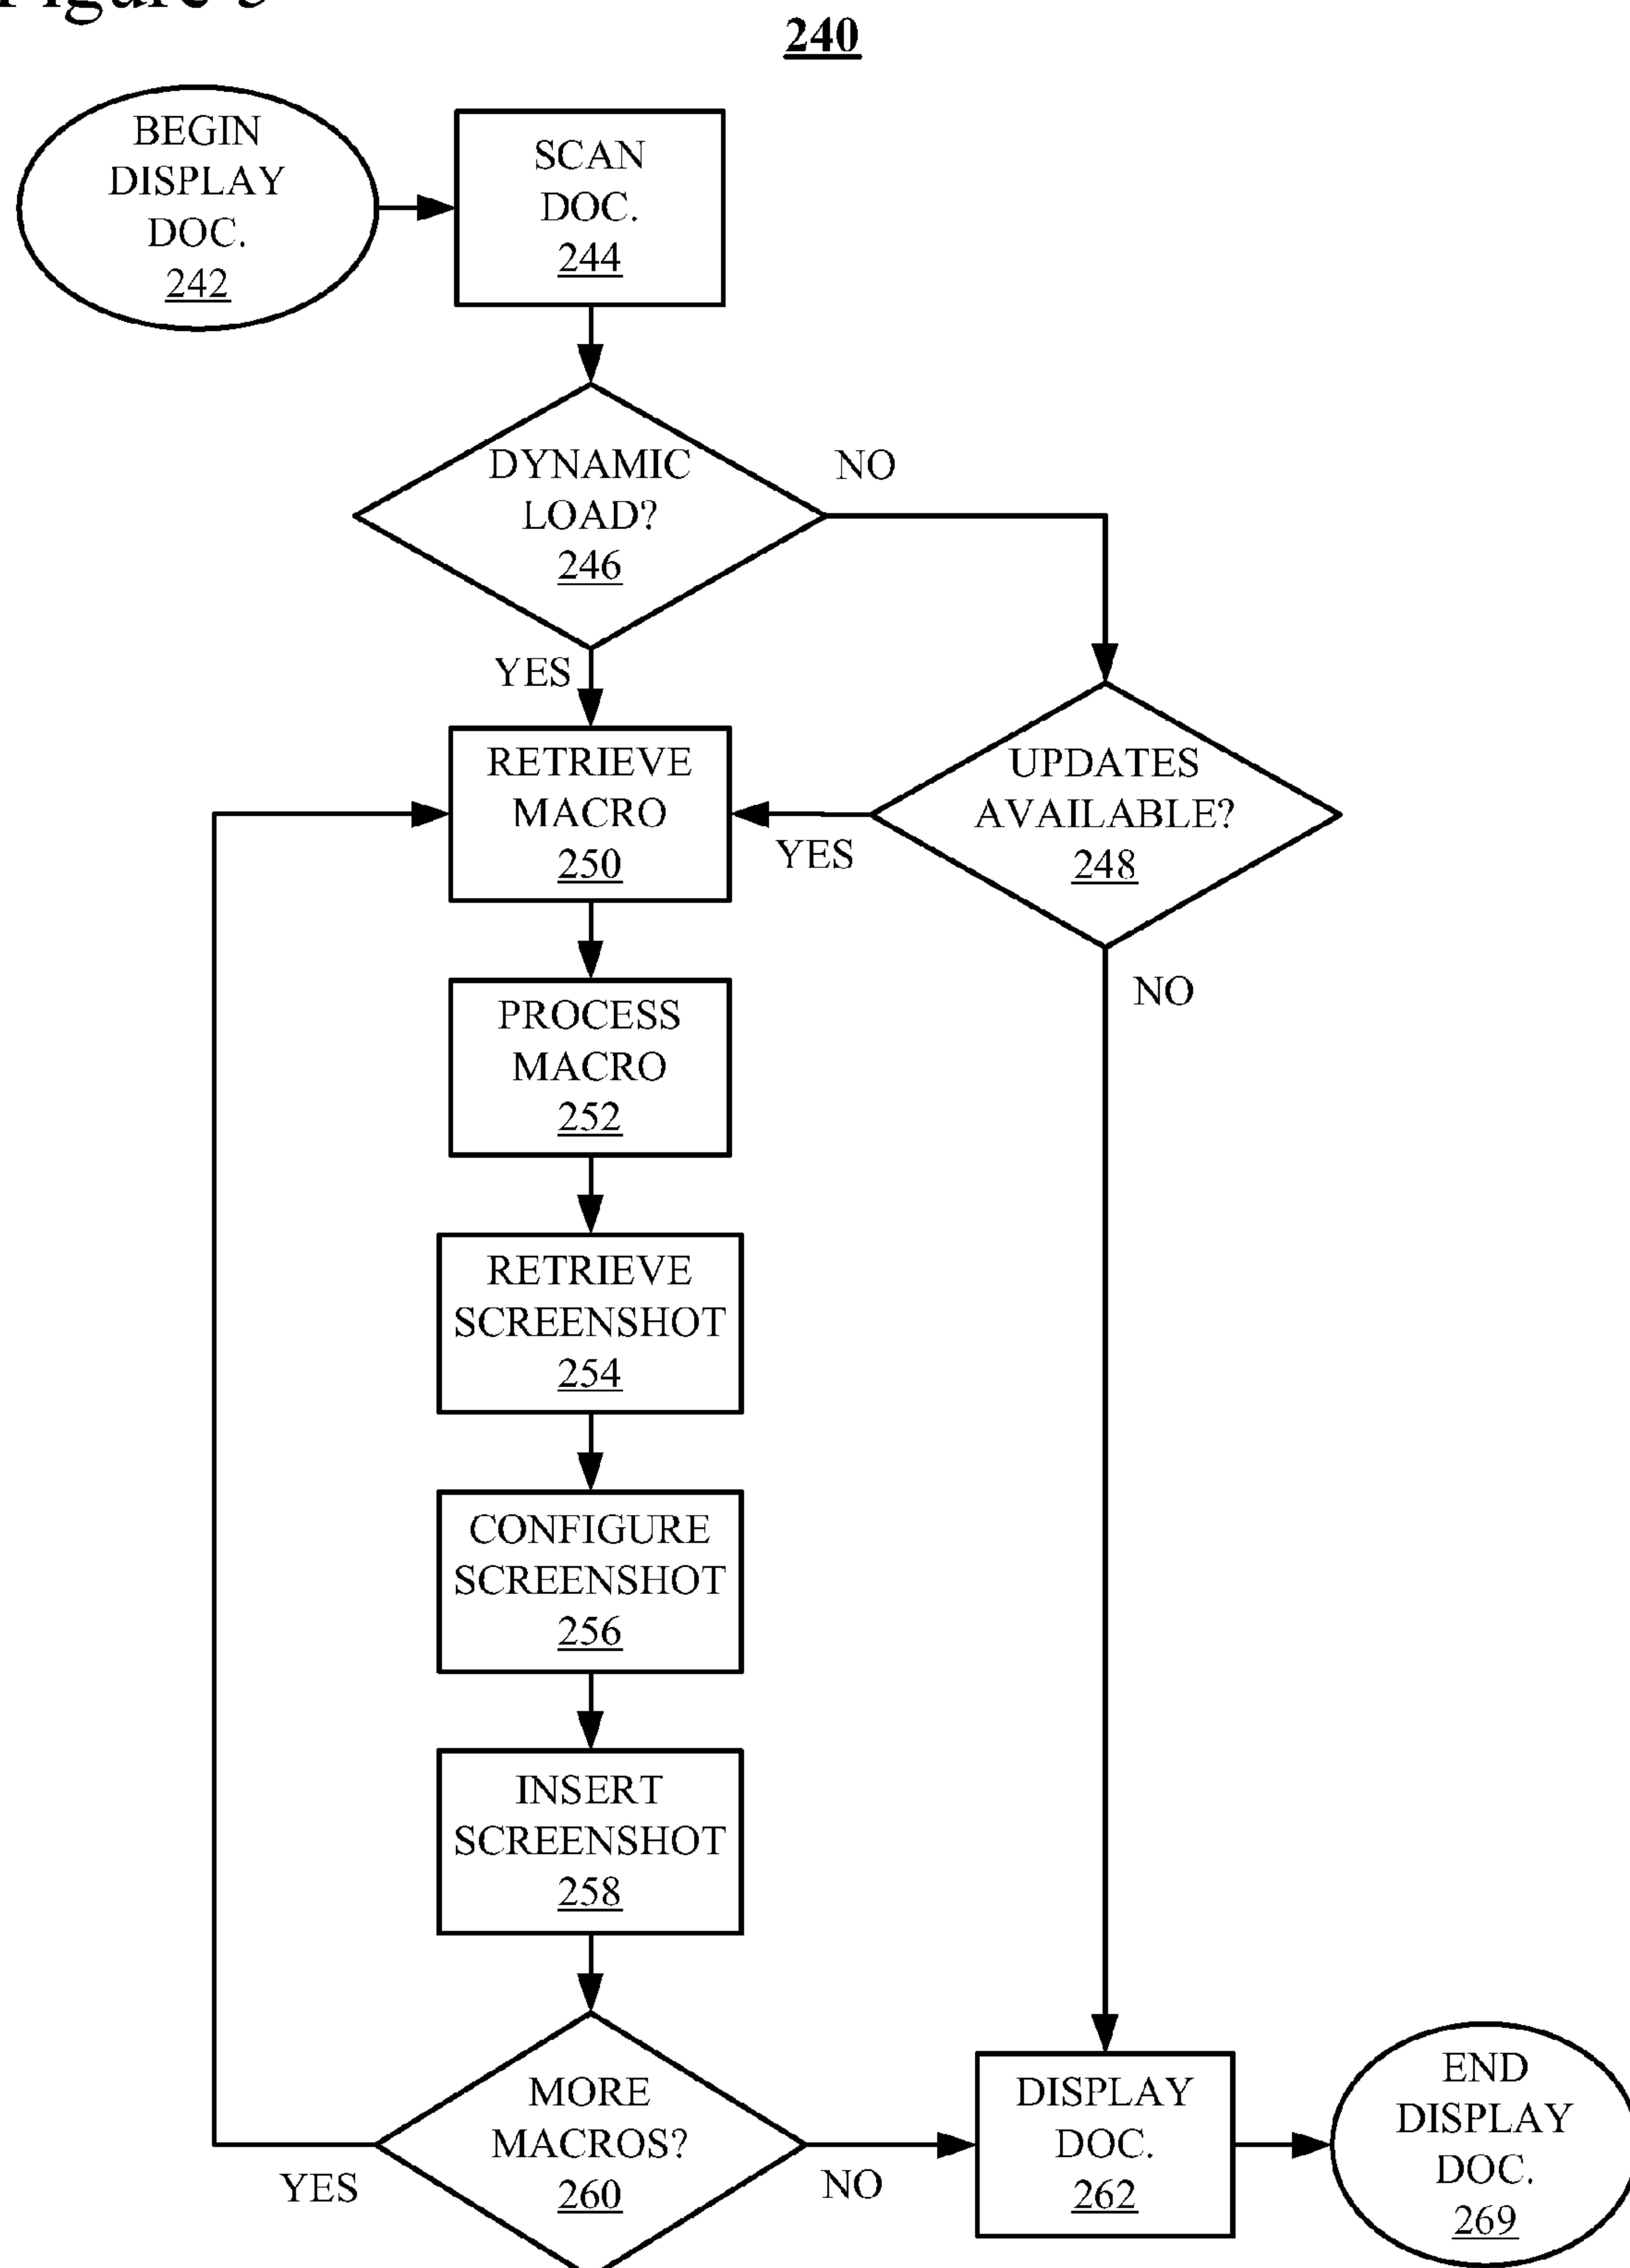 Figure
240
BEGIN
DISPLAY
DOC.
242
SCAN
DOC.
244
DYNAMIC
LOAD?
246
NO
YES
RETRIEVE
MACRO
250
UPDATES
AVAILABLE?
248
YES
NO
PROCESS
MACRO
252
RETRIEVE
SCREENSHOT
254
CONFIGURE
SCREENSHOT
256
INSERT
SCREENSHOT
258
MORE
MACROS?
260
YES
NO
DISPLAY
DOC.
262
END
DISPLAY
DOC.
269